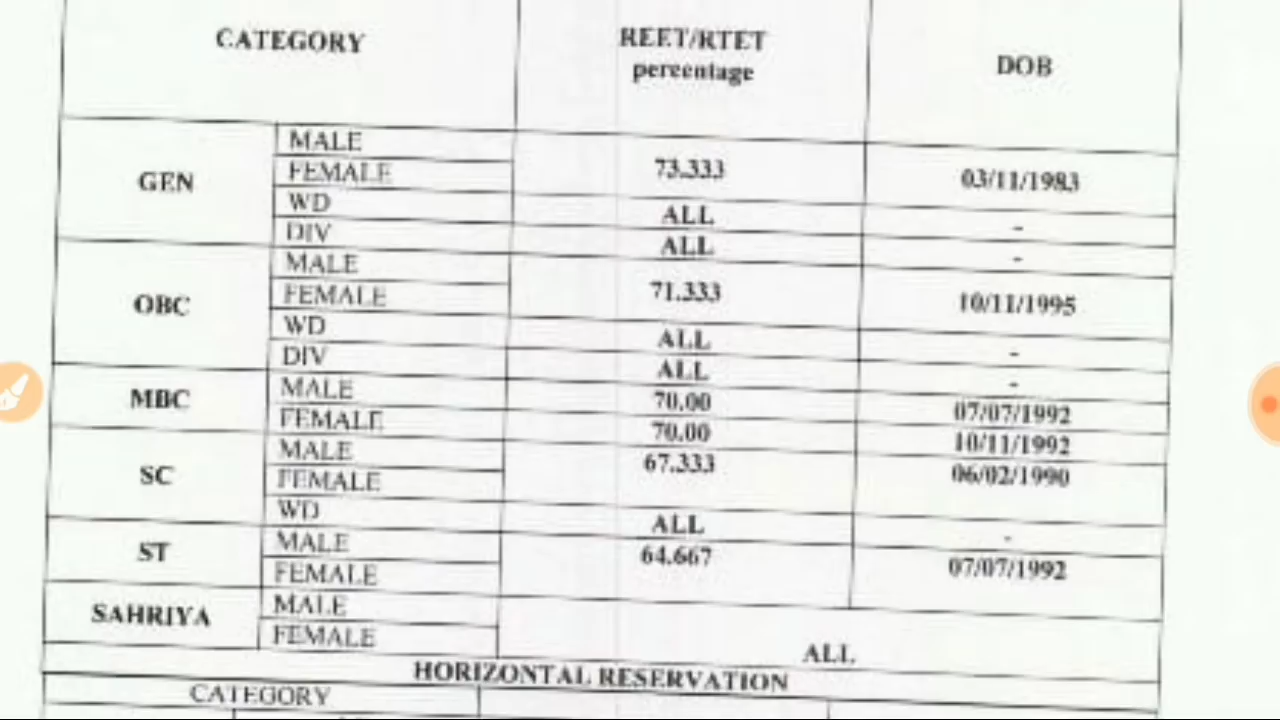 CATEGORY REET/RTET percentage DOB
GEN MALE 73.333 03/11/1983
FEMALE
WD ALL -
DIV ALL -
OBC MALE 71.333 10/11/1995
FEMALE
WD ALL -
DIV ALL -
MBC MALE 70.00 07/07/1992
FEMALE 70.00 10/11/1992
SC MALE 67.333 06/02/1990
FEMALE
WD ALL -
ST MALE 64.667 07/07/1992
FEMALE
SAHRIYA MALE ALL
FEMALE
HORIZONTAL RESERVATION
CATEGORY